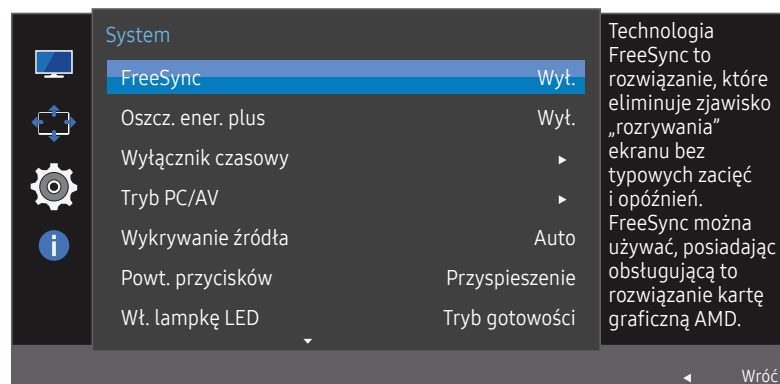 System
FreeSync Wył.
Oszcz. ener. plus Wył.
Wyłącznik czasowy
Tryb PC/AV
Wykrywanie źródła Auto
Powt. przycisków Przyspieszenie
Wł. lampkę LED Tryb gotowości
Technologia
FreeSync to
rozwiązanie, które
eliminuje zjawisko
„rozrywania”
ekranu bez
typowych zacięć
i opóźnień.
FreeSync można
używać, posiadając
obsługującą to
rozwiązanie kartę
graficzną AMD.
Wróć